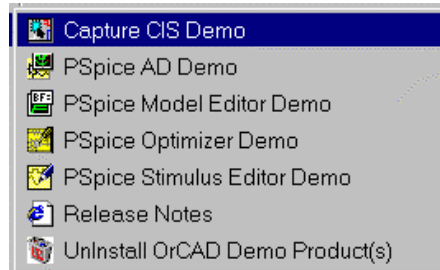 Capture CIS Demo
PSpice AD Demo
PSpice Model Editor Demo
PSpice Optimizer Demo
PSpice Stimulus Editor Demo
Release Notes
UnInstall OrCAD Demo Product(s)